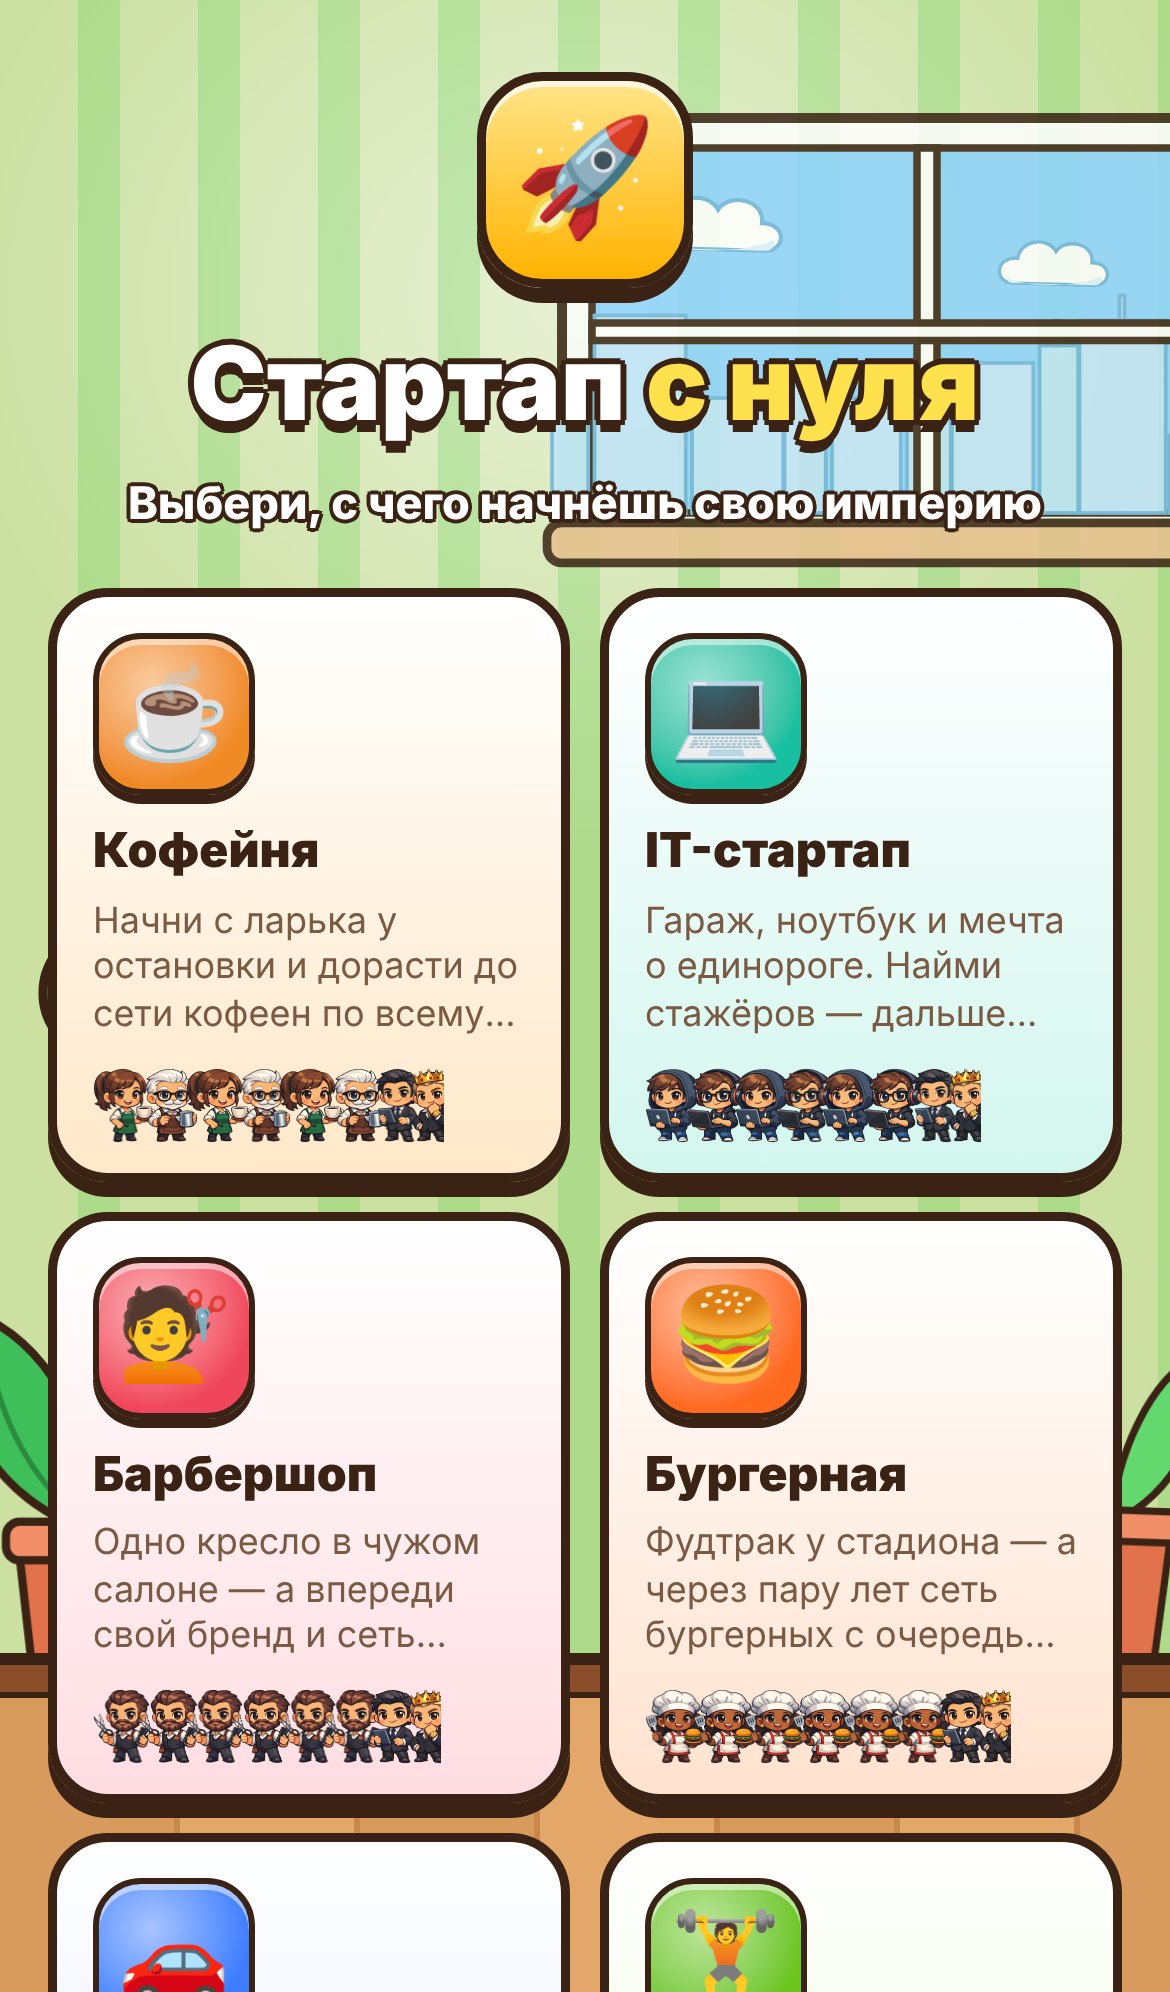 Стартап с нуля
Выбери, с чего начнёшь свою империю
Кофейня
Начни с ларька у
остановки и дорасти до
сети кофеен по всему...
IT-стартап
Гараж, ноутбук и мечта
о единороге. Найми
стажёров — дальше...
Барбершоп
Одно кресло в чужом
салоне — а впереди
свой бренд и сеть...
Бургерная
Фудтрак у стадиона — а
через пару лет сеть
бургерных с очередь...